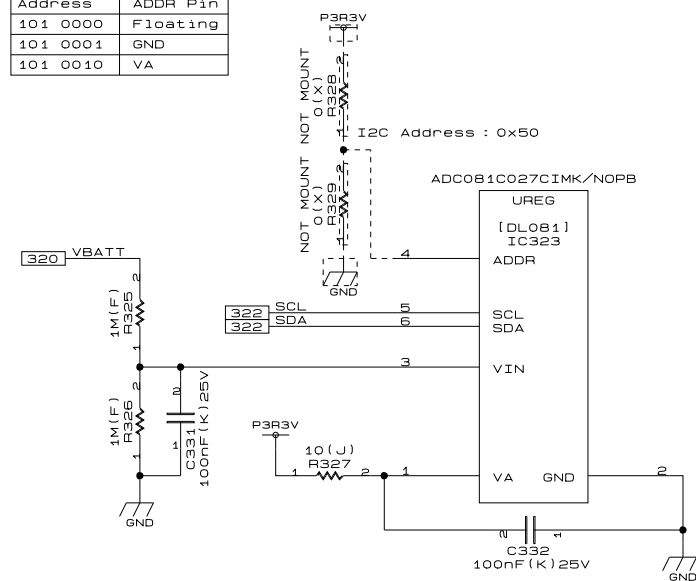 Address ADDR Pin
101 0000 Floating
101 0001 GND
101 0010 VA
P3R3V
2
NOT MOUNT
0(X)
R328
1
I2C Address : 0x50
2
NOT MOUNT
0(X)
R329
1
GND
ADC081C027CIMK/NOPB
UREG
[DL081]
IC323
4 ADDR
320 VBATT
2
1M(F)
R325
1
322 SCL 5 SCL
322 SDA 6 SDA
3 VIN
2
1M(F)
R326
1
2
C331
100nF(K)25V
1
GND
P3R3V
10(J)
1 R327 2 1 VA GND 2
2 1
C332
100nF(K)25V
GND